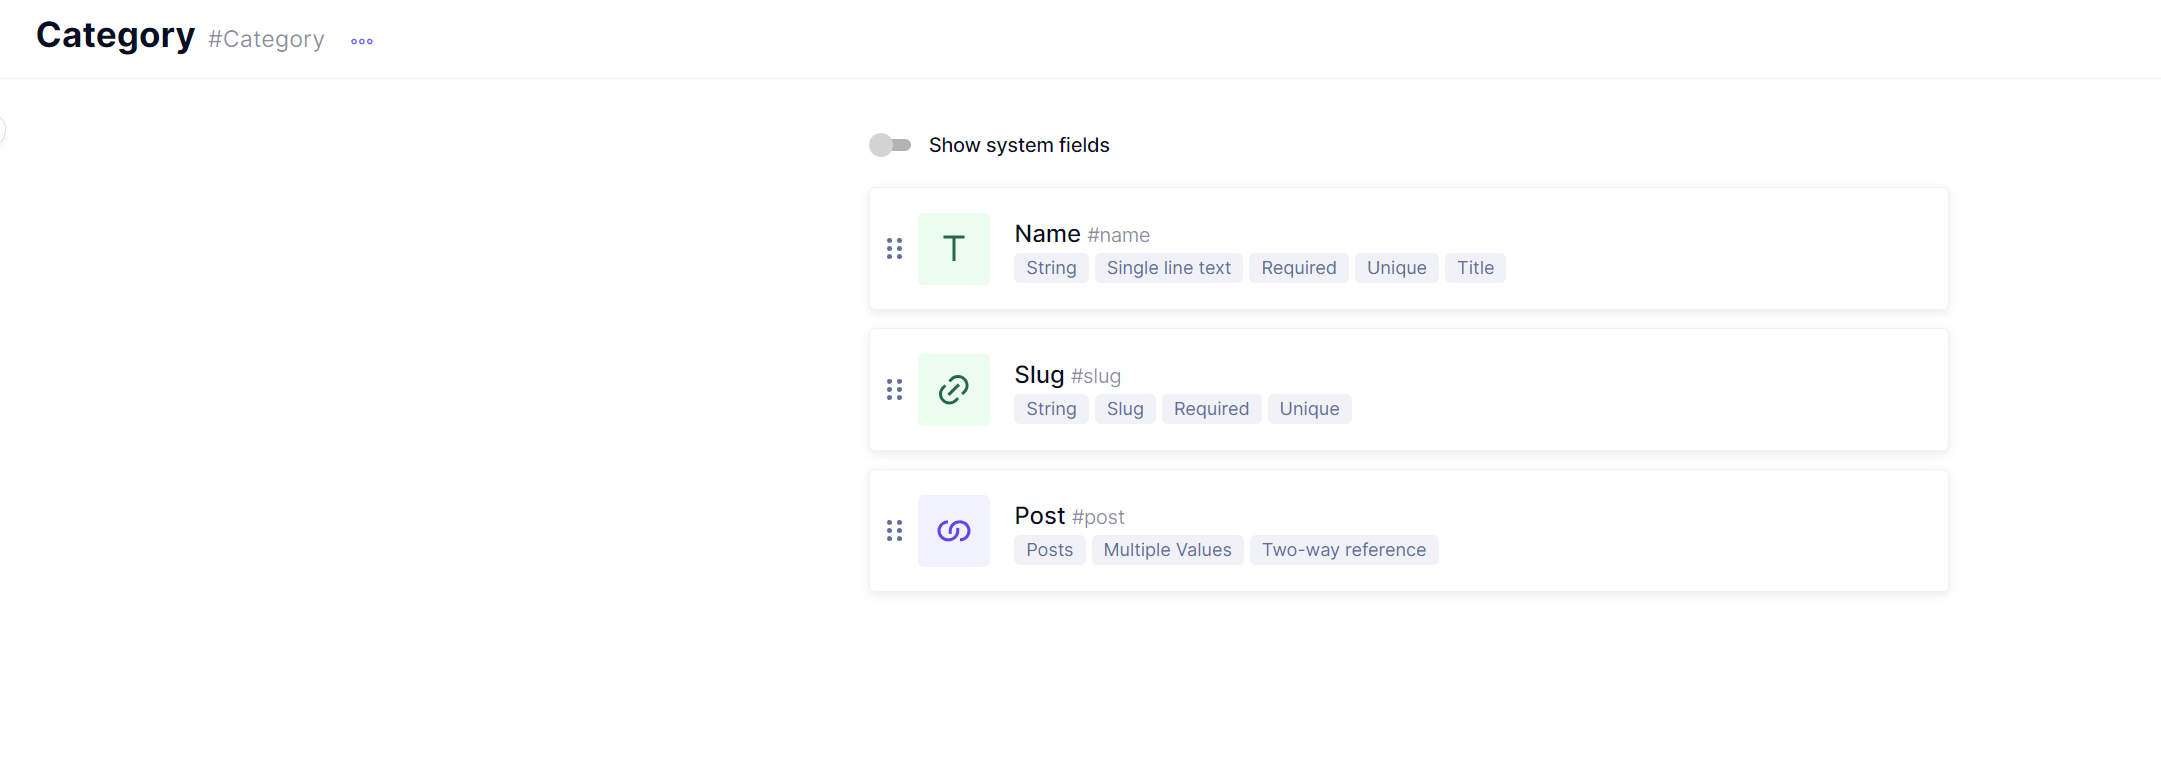 Category #Category
Show system fields
Name #name
String Single line text Required Unique Title
Slug #slug
String Slug Required Unique
Post #post
Posts Multiple Values Two-way reference